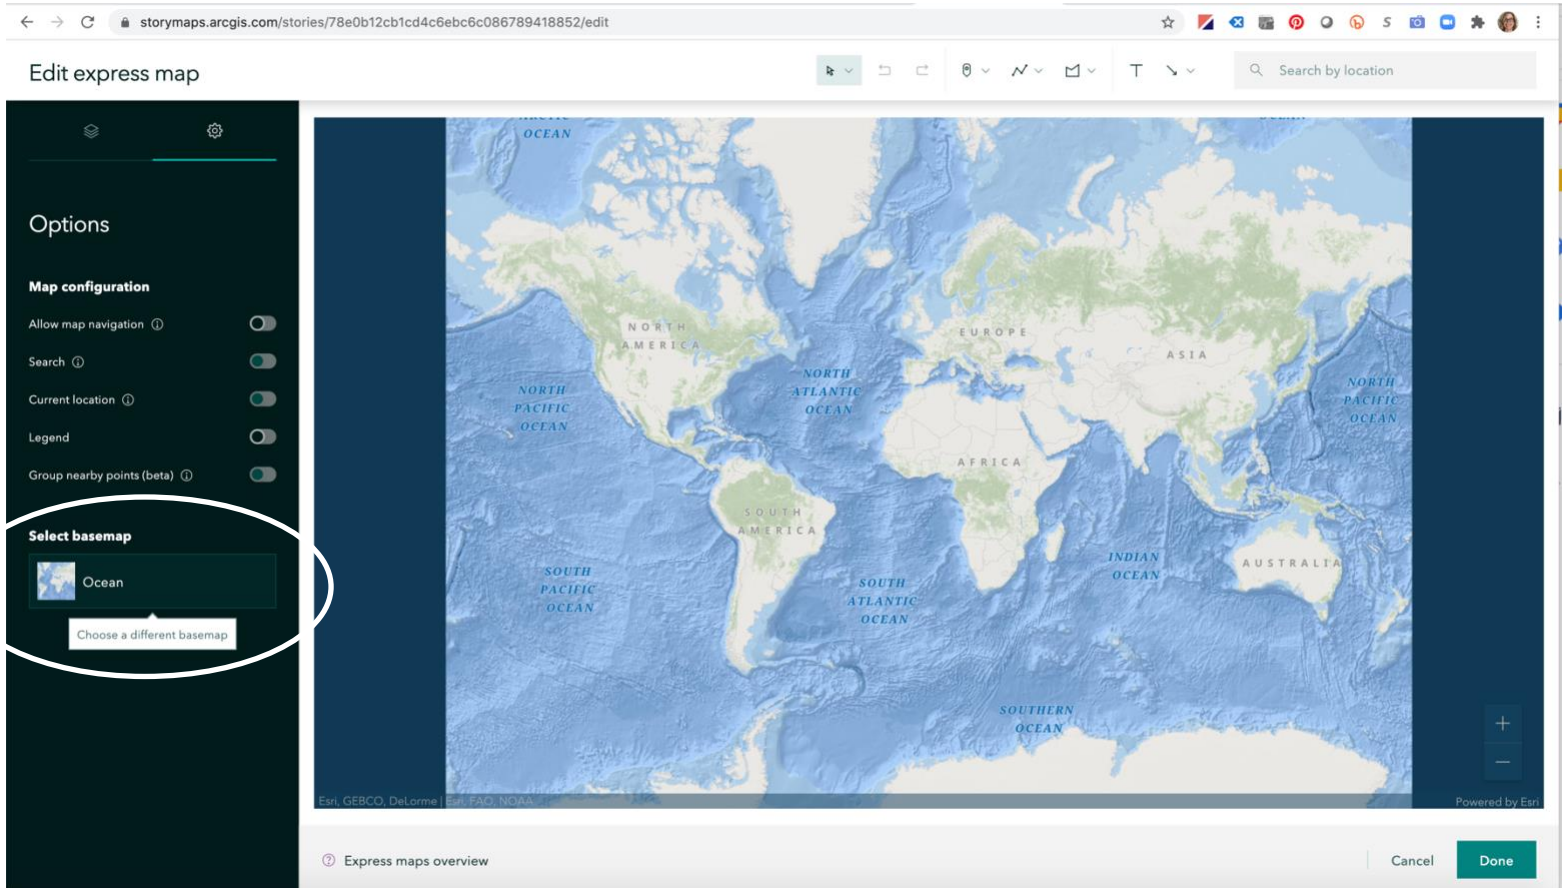 storymaps.arcgis.com/stories/78e0b12cb1cd4c6ebc6c086789418852/edit
Edit express map
Search by location
Options
Map configuration
Allow map navigation
Search
Current location
Legend
Group nearby points (beta)
Select basemap
Ocean
Choose a different basemap
OCEAN
NORTH
AMERICA
EUROPE
ASIA
NORTH
PACIFIC
OCEAN
NORTH
ATLANTIC
OCEAN
NORTH
PACIFIC
OCEAN
AFRICA
SOUTH
AMERICA
INDIAN
OCEAN
AUSTRALIA
SOUTH
PACIFIC
OCEAN
SOUTH
ATLANTIC
OCEAN
SOUTHERN
OCEAN
Esri, GEBCO, DeLorme | Esri, FAO, NOAA
Powered by Esri
Express maps overview
Cancel
Done